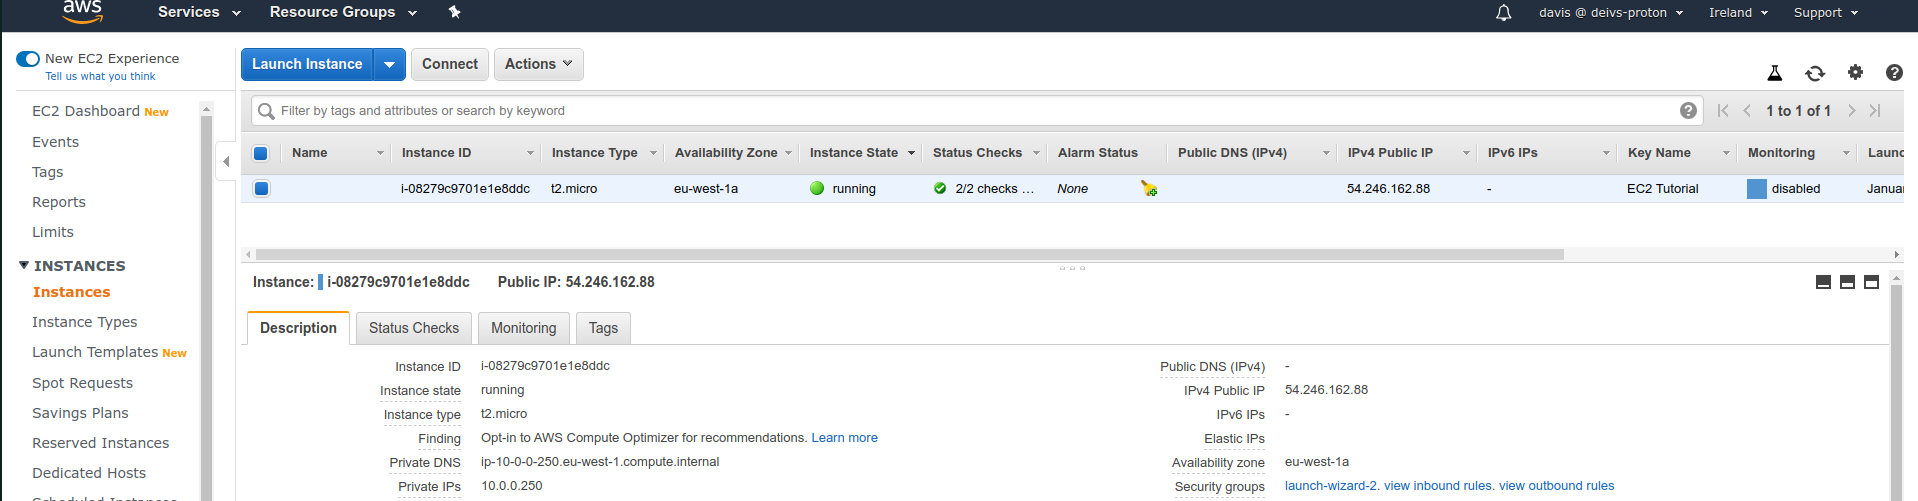 aws Services Resource Groups davis @ deivs-proton Ireland Support
New EC2 Experience
Tell us what you think
Launch Instance Connect Actions
EC2 Dashboard New
Events
Tags
Reports
Limits
INSTANCES
Instances
Instance Types
Launch Templates New
Spot Requests
Savings Plans
Reserved Instances
Dedicated Hosts
Scheduled Instances
Filter by tags and attributes or search by keyword 1 to 1 of 1
Name Instance ID Instance Type Availability Zone Instance State Status Checks Alarm Status Public DNS (IPv4) IPv4 Public IP IPv6 IPs Key Name Monitoring Launc
i-08279c9701e1e8ddc t2.micro eu-west-1a running 2/2 checks ... None 54.246.162.88 - EC2 Tutorial disabled Januar
Instance: i-08279c9701e1e8ddc Public IP: 54.246.162.88
Description Status Checks Monitoring Tags
Instance ID i-08279c9701e1e8ddc Public DNS (IPv4) -
Instance state running IPv4 Public IP 54.246.162.88
Instance type t2.micro IPv6 IPs -
Finding Opt-in to AWS Compute Optimizer for recommendations. Learn more Elastic IPs
Private DNS ip-10-0-0-250.eu-west-1.compute.internal Availability zone eu-west-1a
Private IPs 10.0.0.250 Security groups launch-wizard-2. view inbound rules. view outbound rules